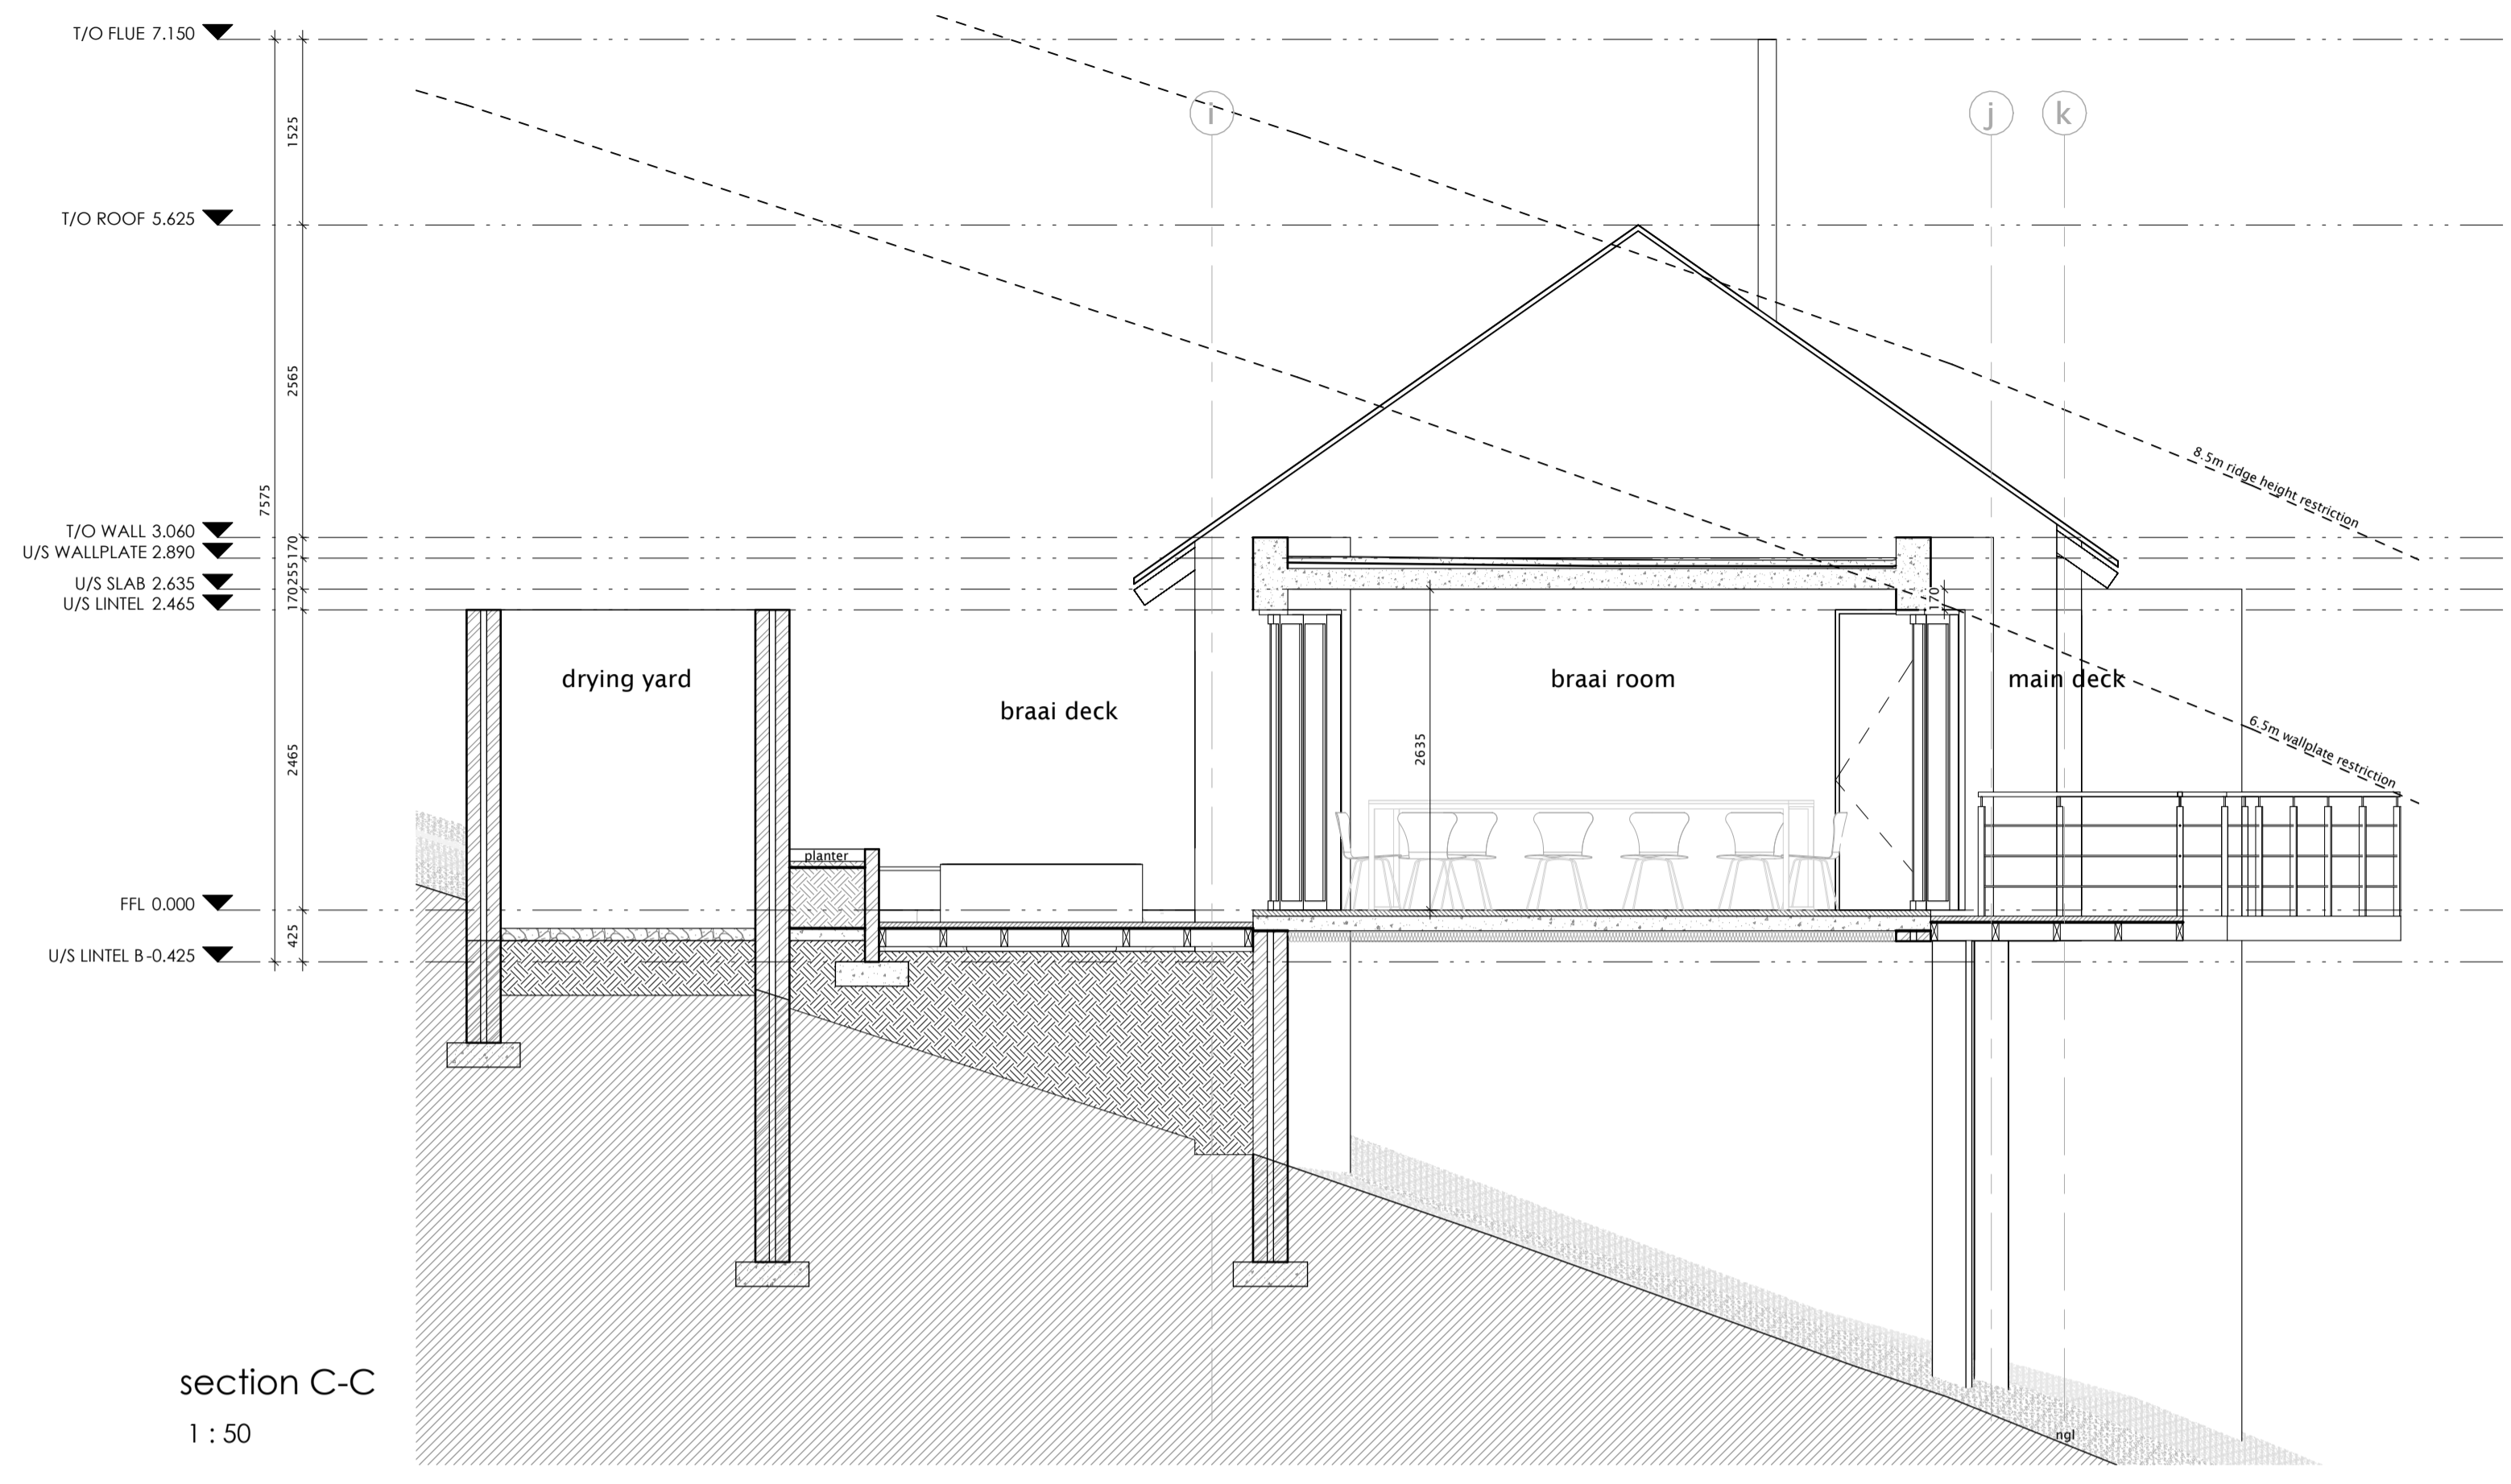 T/O FLUE 7.150
i
j
k
1525
T/O ROOF 5.625
2565
8.5m ridge height restriction
7575
T/O WALL 3.060
170
U/S WALLPLATE 2.890
255
U/S SLAB 2.635
170
U/S LINTEL 2.465
170
drying yard
braai room
main deck
braai deck
6.5m wallplate restriction
2465
2635
planter
FFL 0.000
425
U/S LINTEL B -0.425
section C-C
1 : 50
ngl